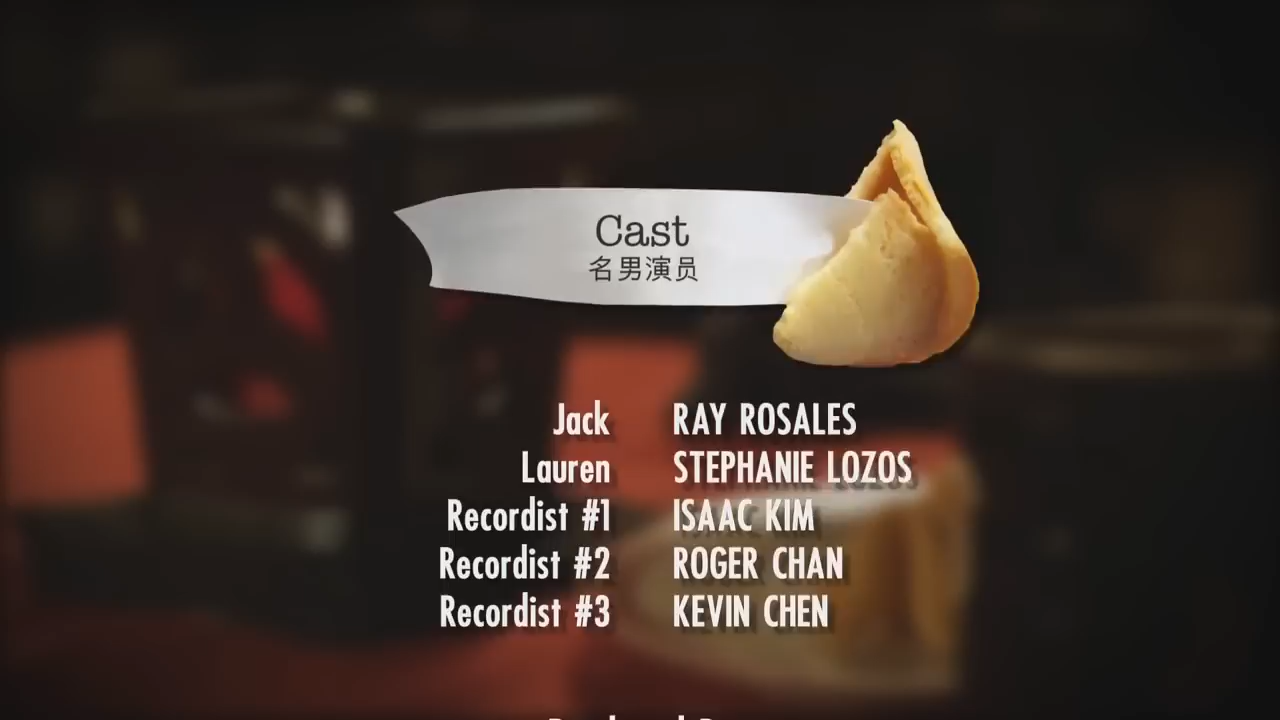 Cast
名男演员
Jack RAY ROSALES
Lauren STEPHANIE LOZOS
Recordist #1 ISAAC KIM
Recordist #2 ROGER CHAN
Recordist #3 KEVIN CHEN